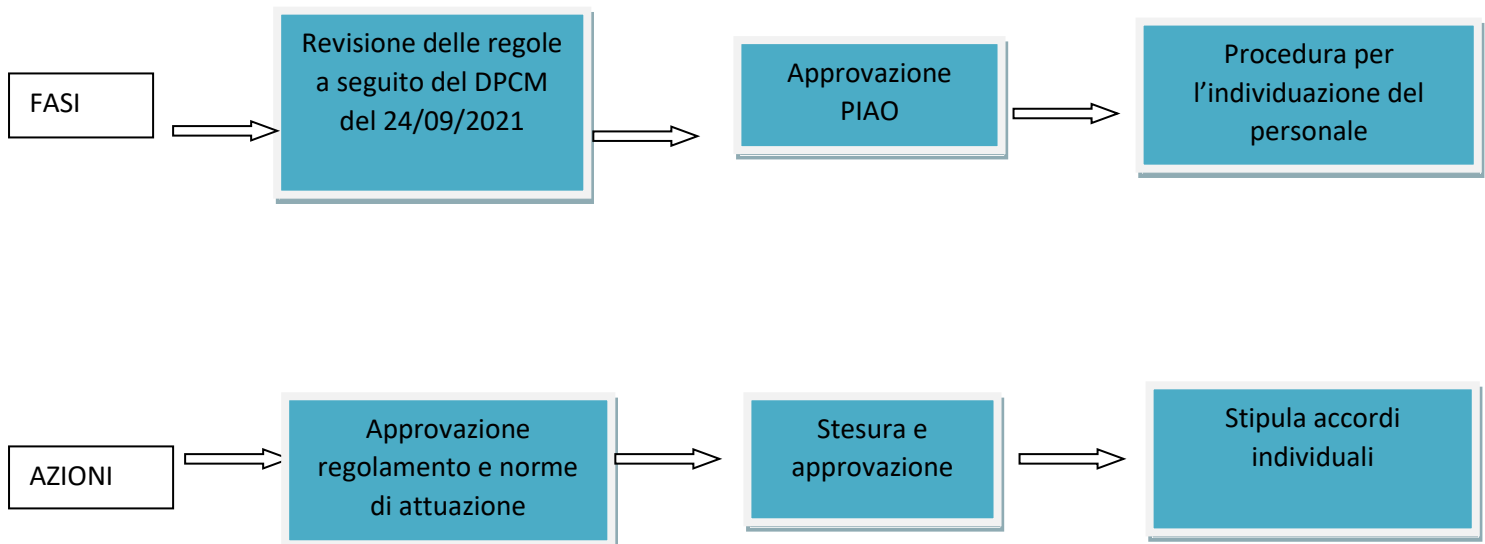 FASI
Revisione delle regole
a seguito del DPCM
del 24/09/2021
Approvazione
PIAO
Procedura per
l’individuazione del
personale
AZIONI
Approvazione
regolamento e norme
di attuazione
Stesura e
approvazione
Stipula accordi
individuali